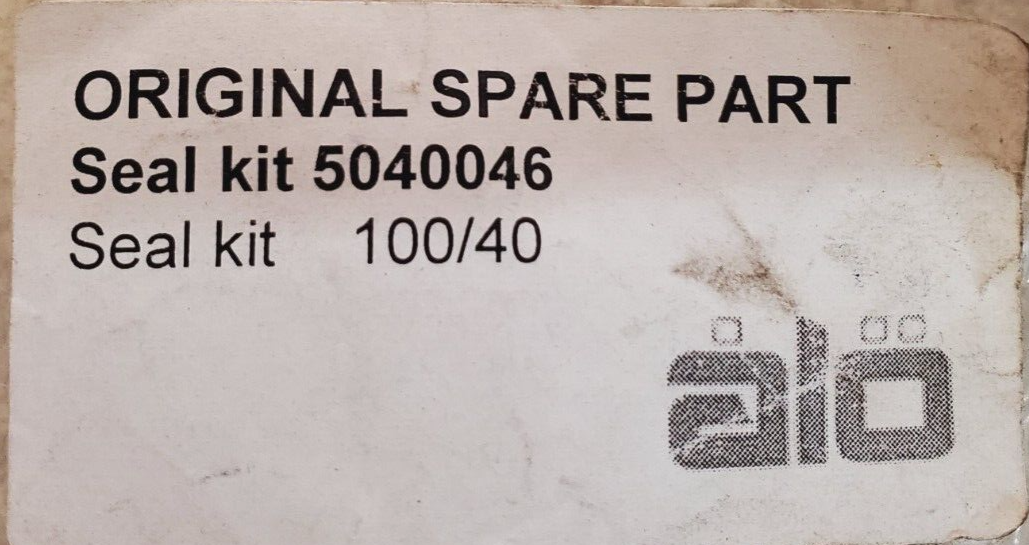 ORIGINAL SPARE PART
Seal kit 5040046
Seal kit 100/40
ålö